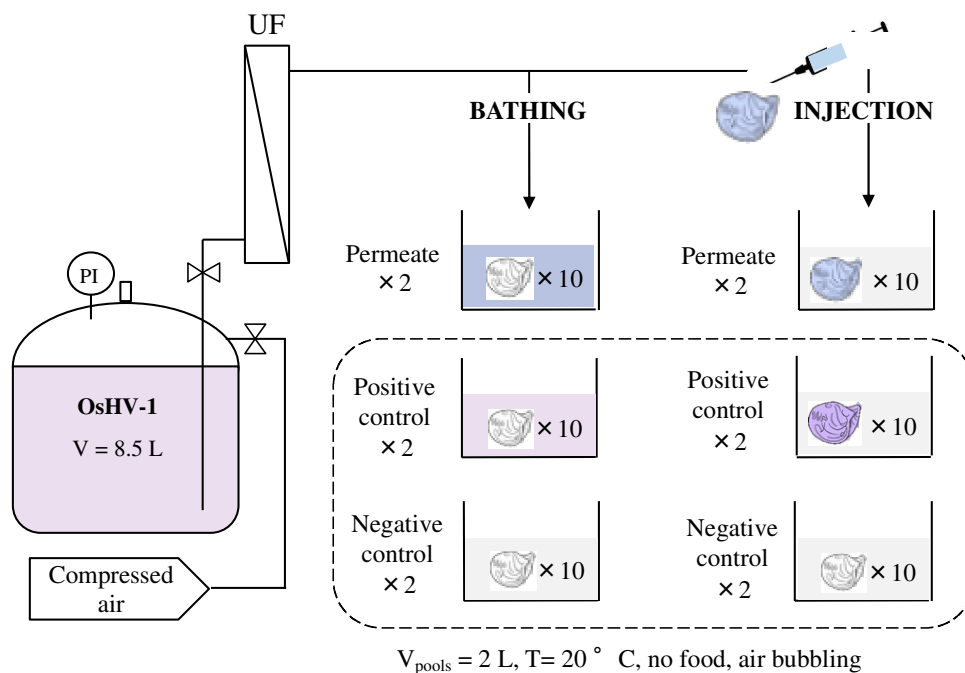 UF
BATHING
INJECTION
Permeate
× 2
× 10
Permeate
× 2
× 10
PI
OsHV-1
V = 8.5 L
Positive
control
× 2
× 10
Positive
control
× 2
× 10
Negative
control
× 2
× 10
Negative
control
× 2
× 10
Compressed
air
Vpools = 2 L, T= 20 ° C, no food, air bubbling